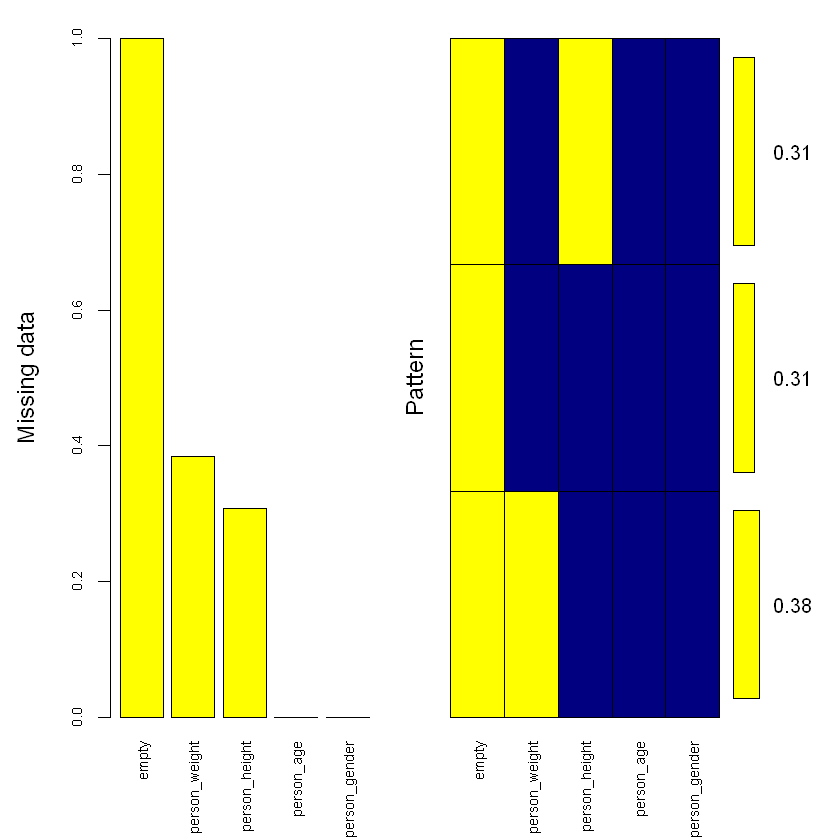 Missing data
1.0
0.8
0.6
0.4
0.2
0.0
empty
person_weight
person_height
person_age
person_gender
Pattern
0.31
0.31
0.38
empty
person_weight
person_height
person_age
person_gender